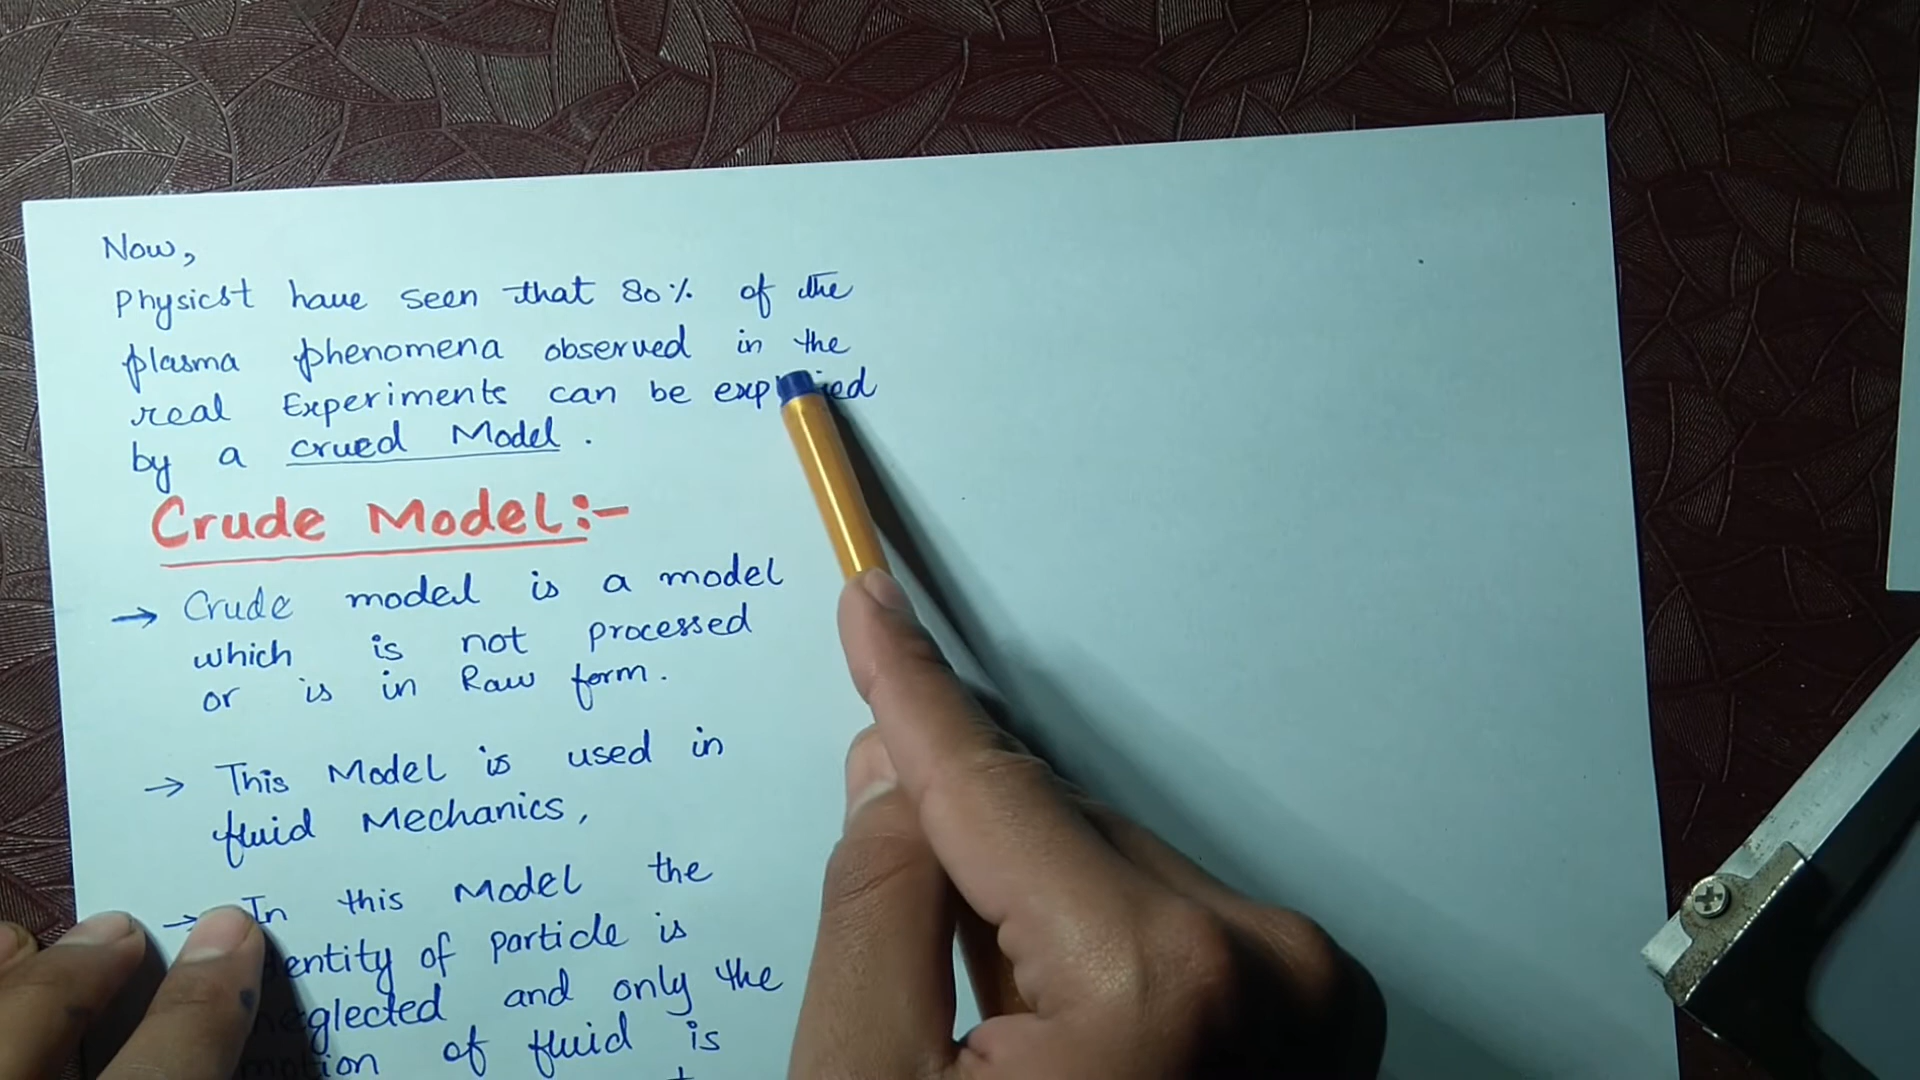 Now,
Physicst have seen that 80% of the
plasma phenomena observed in the
real Experiments can be
by a crued Model.
Crude Model:-
→ Crude model is a model
which is not processed
or is in Raw form.
→ This Model is used in
fluid Mechanics,
→ In this Model the
of particle is
and only the
of fluid is